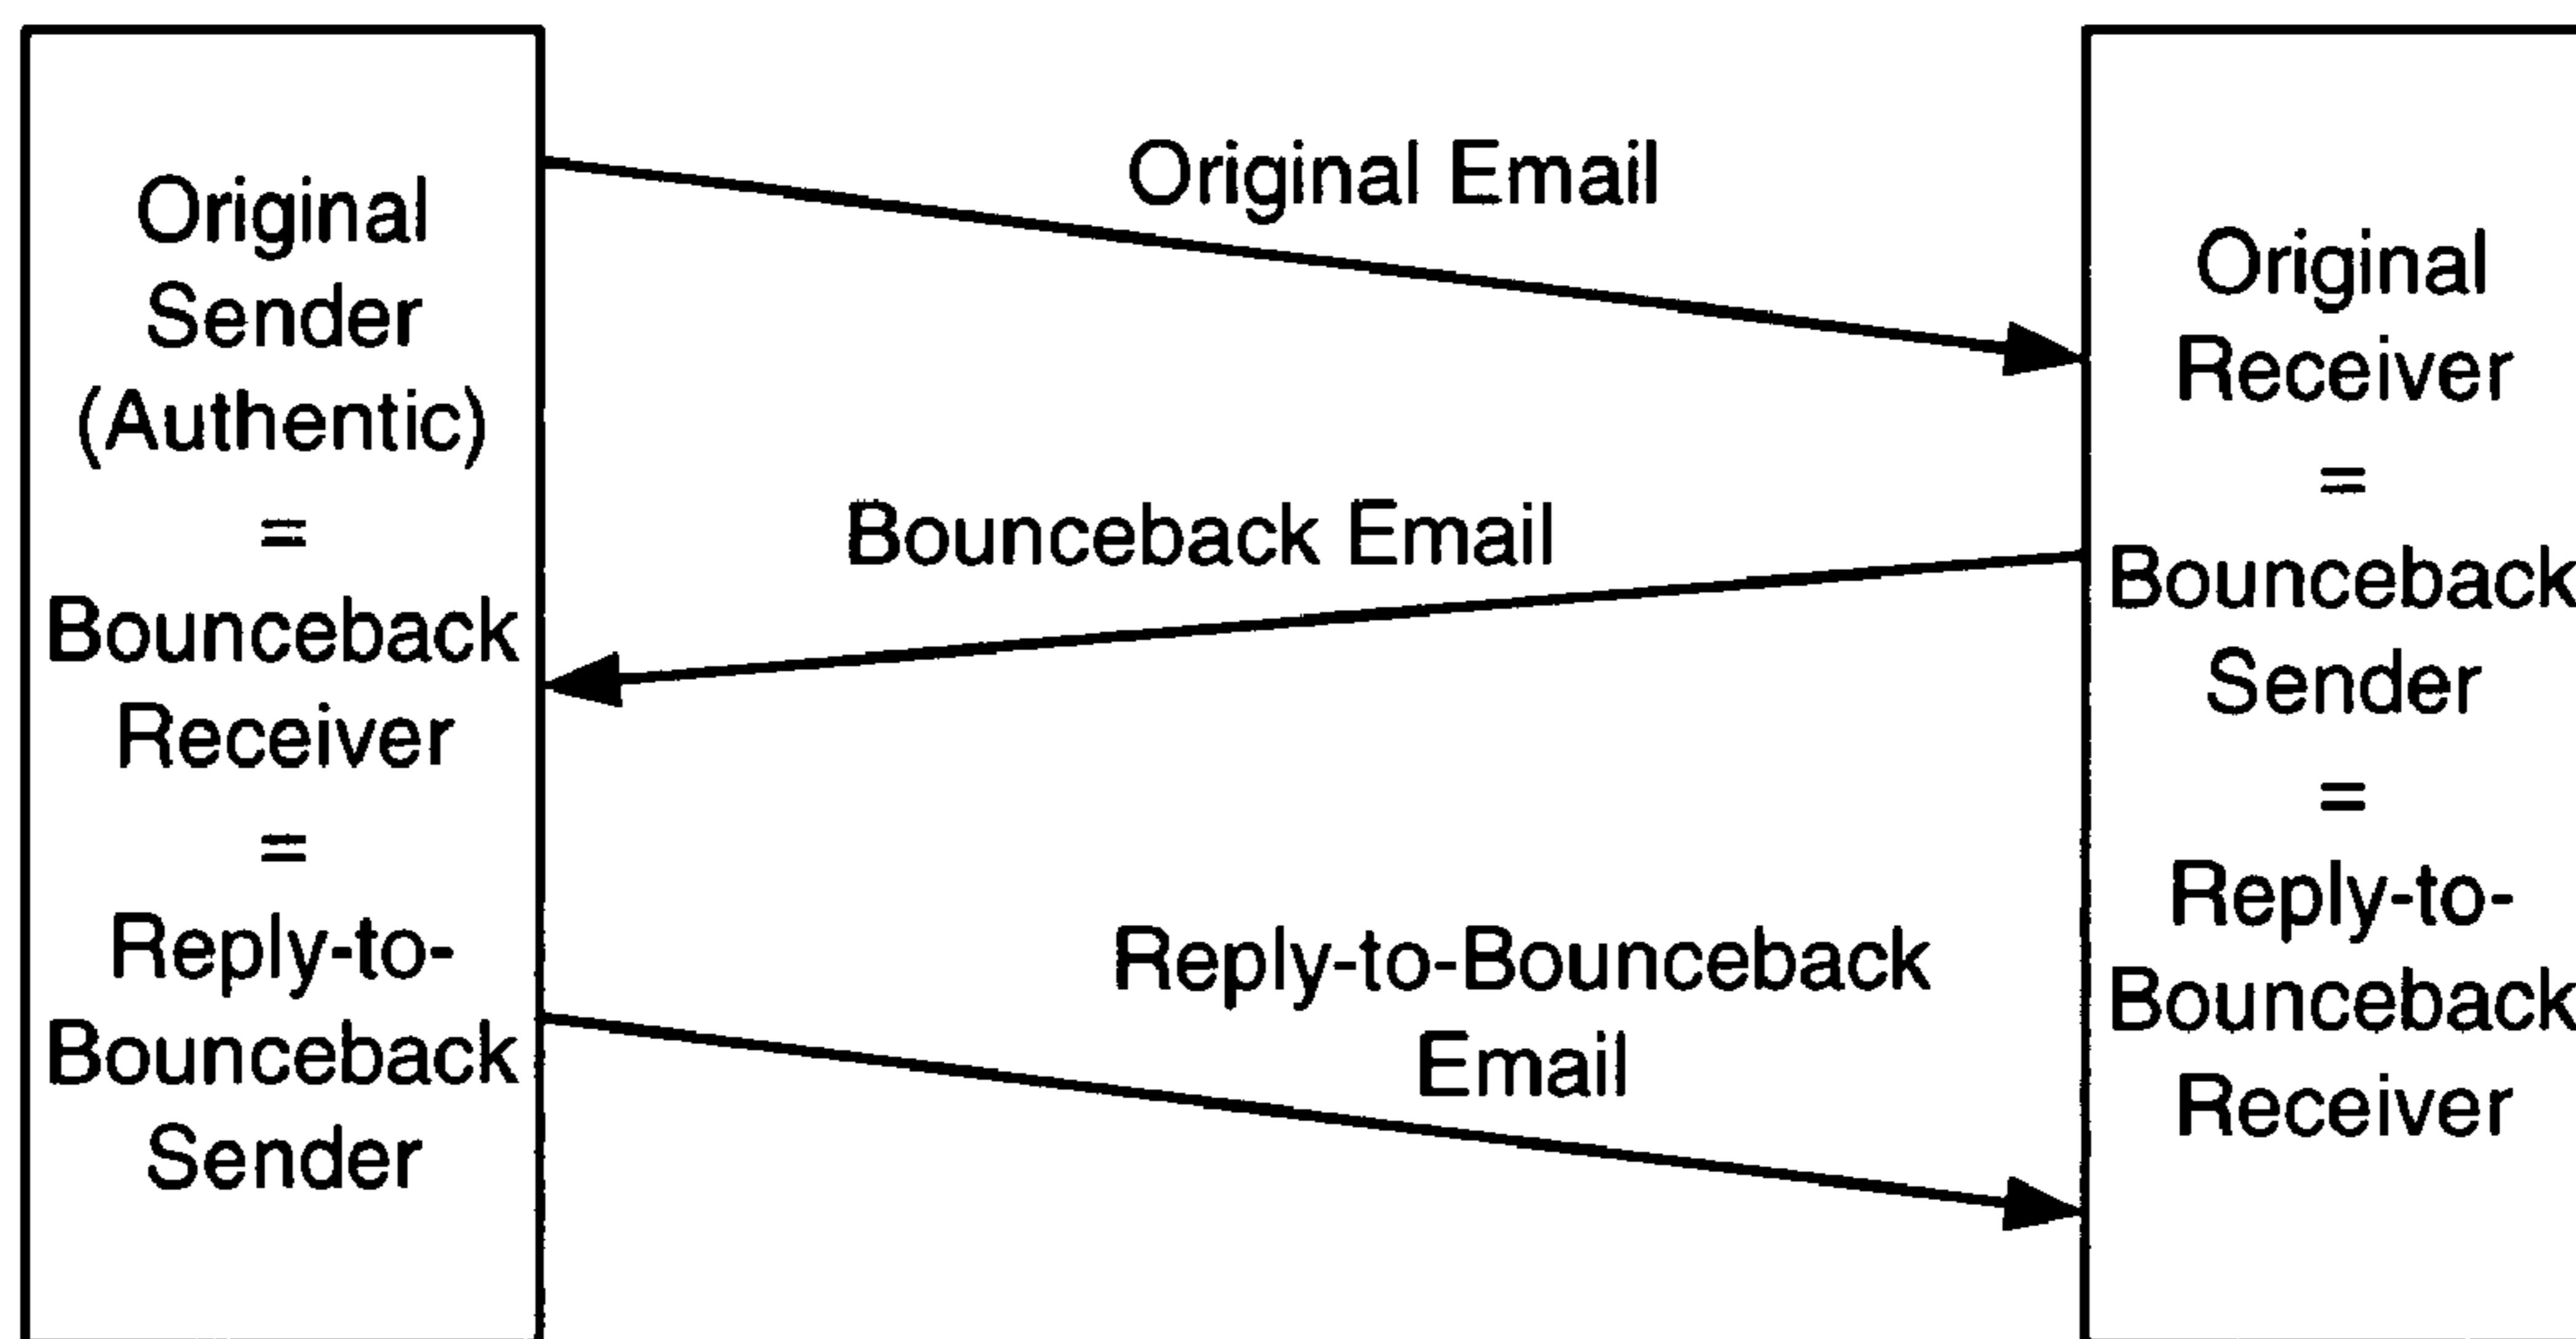 Original
Sender
(Authentic)
=
Bounceback
Receiver
=
Reply-to-
Bounceback
Sender
Original Email
Bounceback Email
Reply-to-Bounceback
Email
Original
Receiver
=
Bounceback
Sender
=
Reply-to-
Bounceback
Receiver